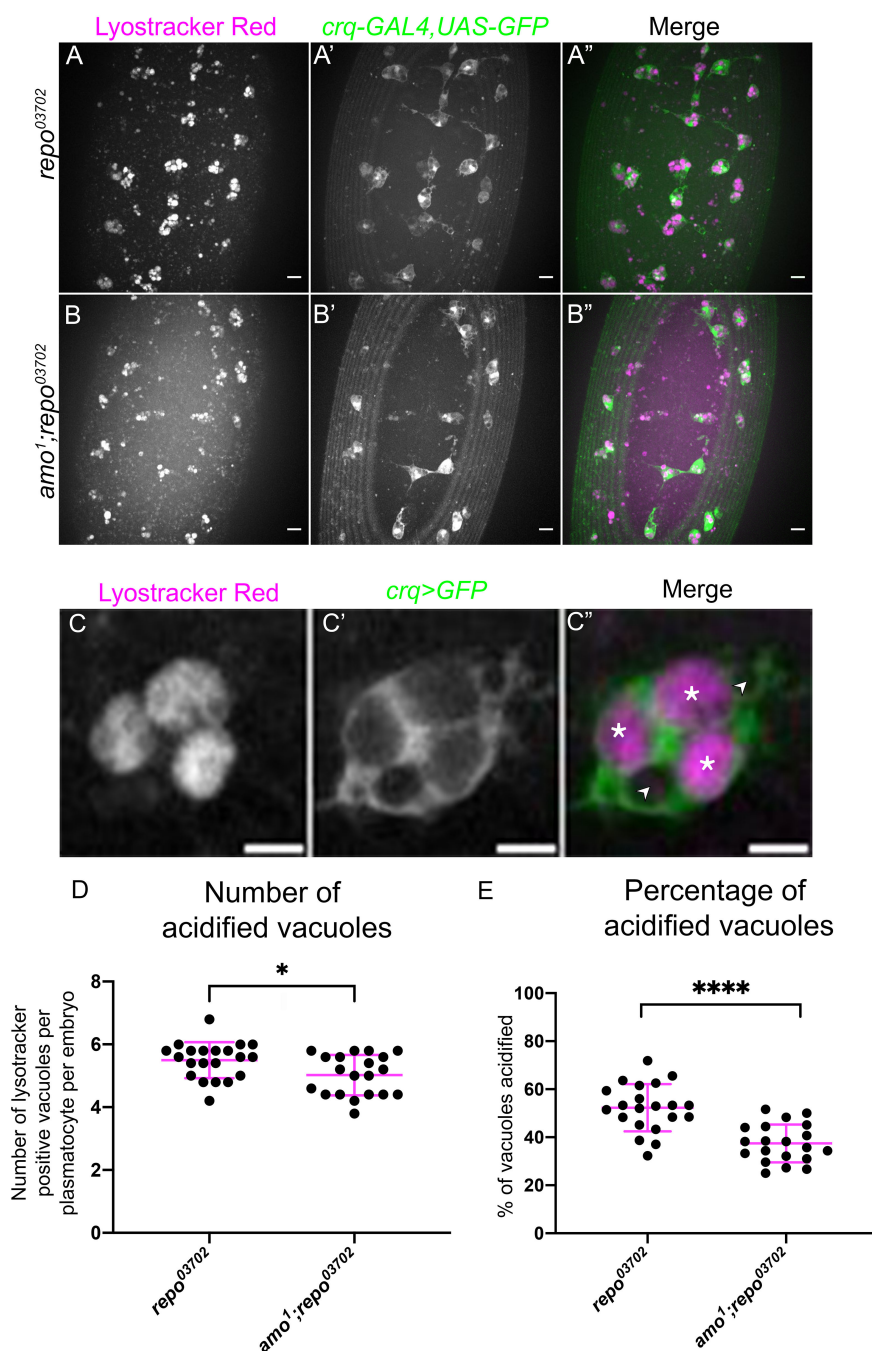 Lyostracker Red crq-GAL4,UAS-GFP Merge
A A' A"
repo03702
B B' B"
amo1;repo03702
Lyostracker Red crq>GFP Merge
C C' C"
* * *
D Number of
acidified vacuoles
E Percentage of
acidified vacuoles
Number of lysotracker
positive vacuoles per
plasmatocyte per embryo
8
6
4
2
0
*
repo03702
amo1;repo03702
% of vacuoles acidified
100
80
60
40
20
0
****
repo03702
amo1;repo03702